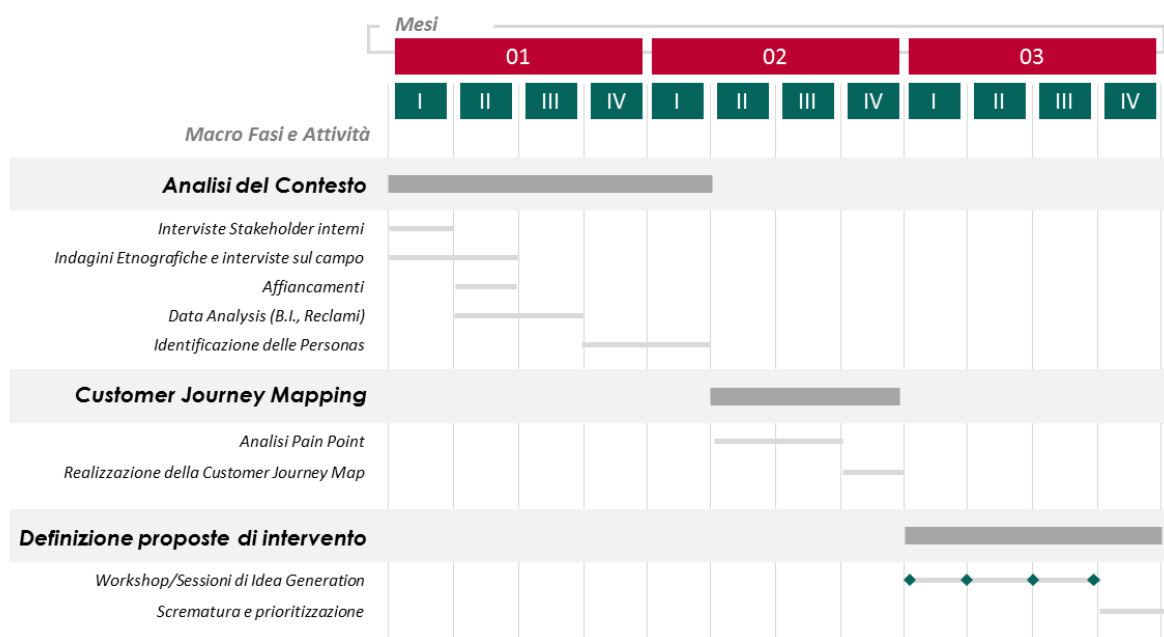 Mesi
01 02 03
I II III IV I II III IV I II III IV
Macro Fasi e Attività
Analisi del Contesto
Interviste Stakeholder interni
Indagini Etnografiche e interviste sul campo
Affiancamenti
Data Analysis (B.I., Reclami)
Identificazione delle Personas
Customer Journey Mapping
Analisi Pain Point
Realizzazione della Customer Journey Map
Definizione proposte di intervento
Workshop/Sessioni di Idea Generation
Scrematura e prioritizzazione